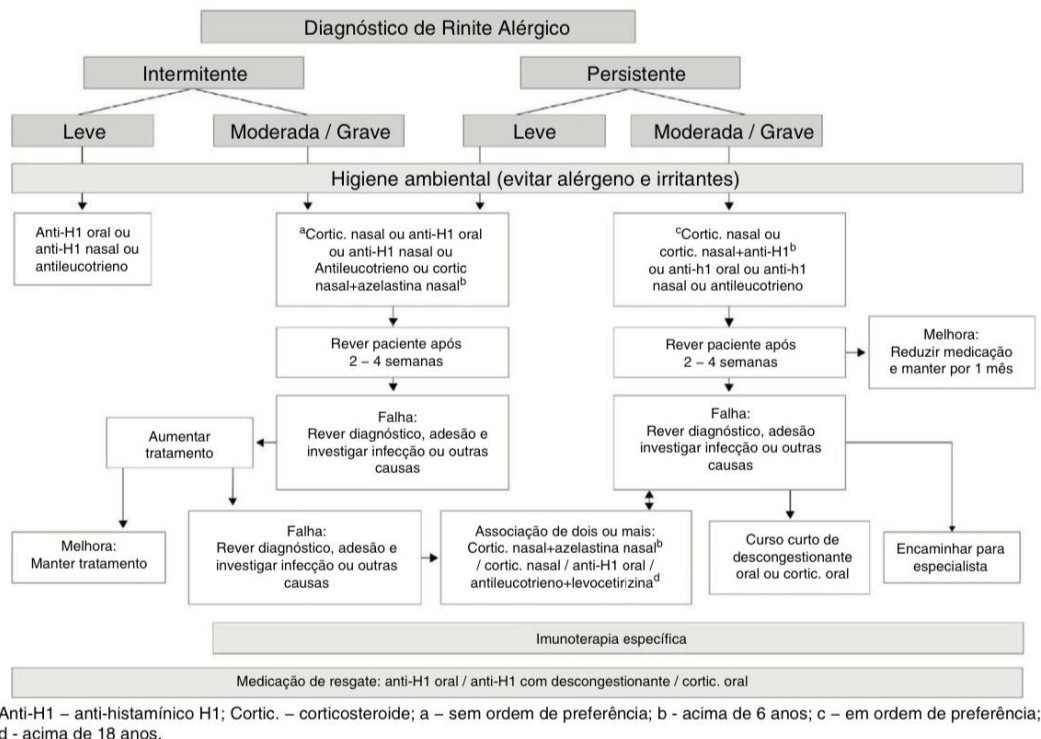 Diagnóstico de Rinite Alérgico
Intermitente
Persistente
Leve
Moderada / Grave
Leve
Moderada / Grave
Higiene ambiental (evitar alérgeno e irritantes)
Anti-H1 oral ou
anti-H1 nasal ou
antileucotrieno
aCortic. nasal ou anti-H1 oral
ou anti-H1 nasal ou
Antileucotrieno ou cortic
nasal+azelastina nasalb
cCortic. nasal ou
cortic. nasal+anti-H1b
ou anti-h1 oral ou anti-h1
nasal ou antileucotrieno
Rever paciente após
2 – 4 semanas
Rever paciente após
2 – 4 semanas
Melhora:
Reduzir medicação
e manter por 1 mês
Aumentar
tratamento
Falha:
Rever diagnóstico, adesão e
investigar infecção ou outras
causas
Falha:
Rever diagnóstico, adesão
investigar infecção ou outras
causas
Melhora:
Manter tratamento
Falha:
Rever diagnóstico, adesão e
investigar infecção ou outras
causas
Associação de dois ou mais:
Cortic. nasal+azelastina nasalb
/ cortic. nasal / anti-H1 oral /
antileucotrieno+levocetirizinad
Curso curto de
descongestionante
oral ou cortic. oral
Encaminhar para
especialista
Imunoterapia específica
Medicação de resgate: anti-H1 oral / anti-H1 com descongestionante / cortic. oral
Anti-H1 – anti-histamínico H1; Cortic. – corticosteroide; a – sem ordem de preferência; b - acima de 6 anos; c – em ordem de preferência;
d - acima de 18 anos.